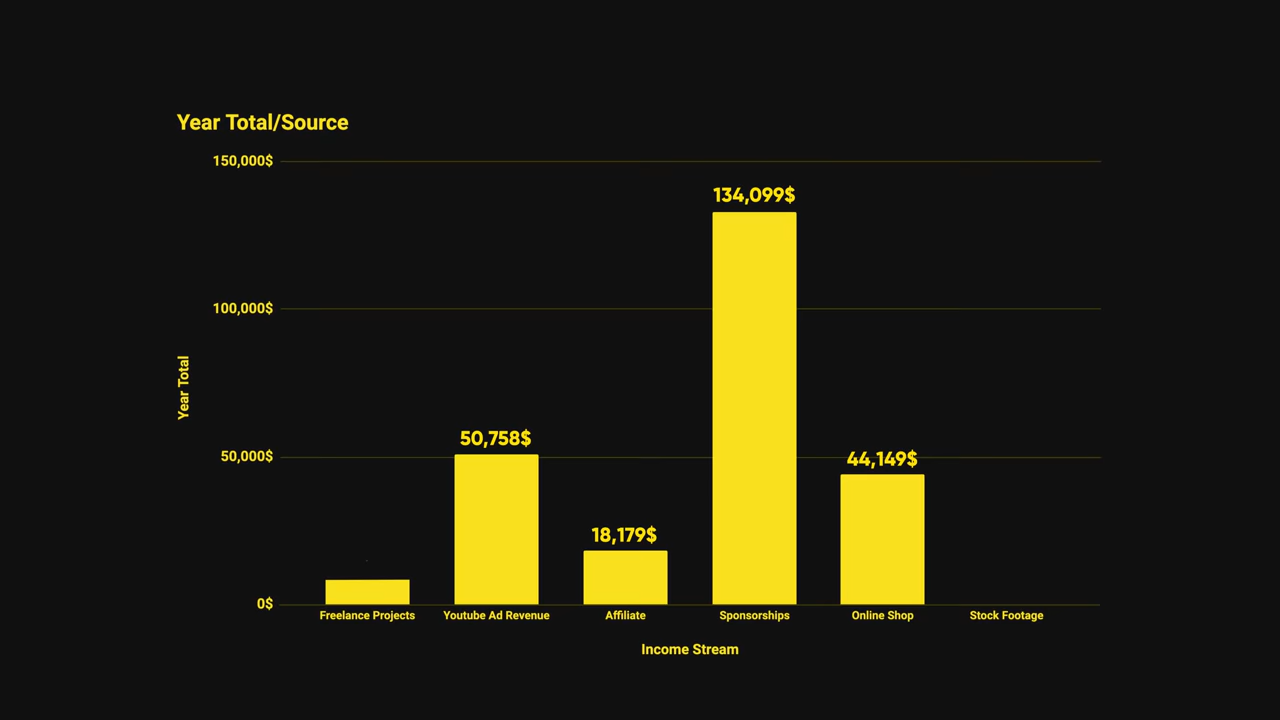 Year Total/Source
150,000$
134,099$
100,000$
Year Total
50,758$
50,000$
44,149$
18,179$
0$
Freelance Projects
Youtube Ad Revenue
Affiliate
Sponsorships
Online Shop
Stock Footage
Income Stream